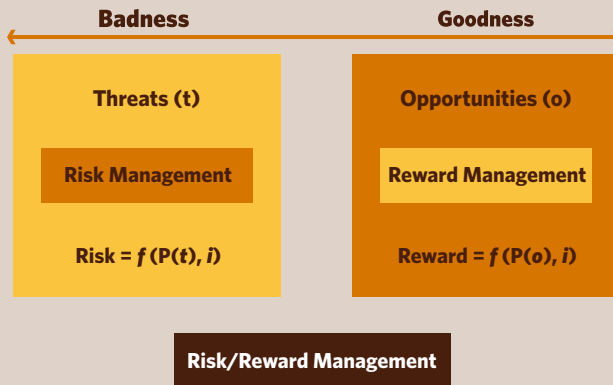 Badness
Goodness
Threats (t)
Opportunities (o)
Risk Management
Reward Management
Risk = f (P(t), i)
Reward = f (P(o), i)
Risk/Reward Management